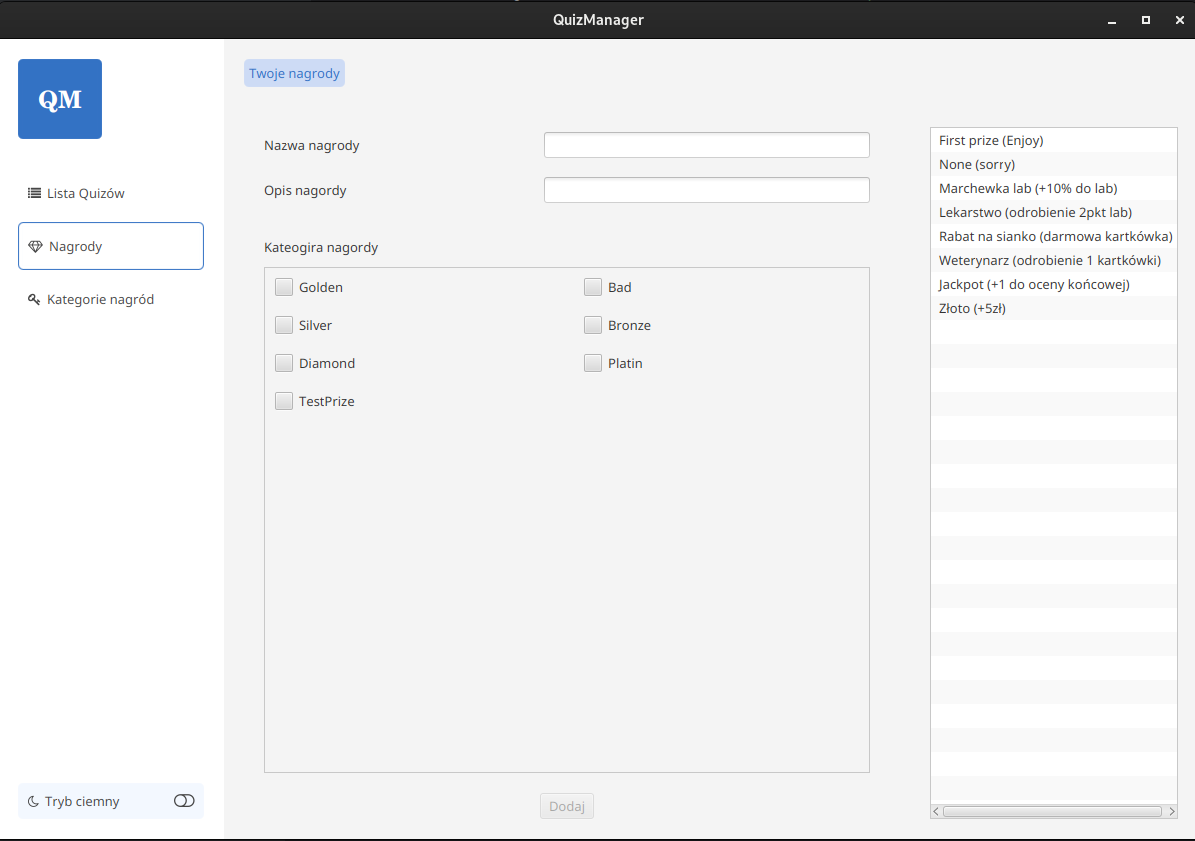 QuizManager
QM
Lista Quizów
Nagrody
Kategorie nagród
Tryb ciemny
Twoje nagrody
Nazwa nagrody
Opis nagordy
Kateogira nagordy
Golden
Bad
Silver
Bronze
Diamond
Platin
TestPrize
Dodaj
First prize (Enjoy)
None (sorry)
Marchewka lab (+10% do lab)
Lekarstwo (odrobienie 2pkt lab)
Rabat na sianko (darmowa kartkówka)
Weterynarz (odrobienie 1 kartkówki)
Jackpot (+1 do oceny końcowej)
Złoto (+5zł)